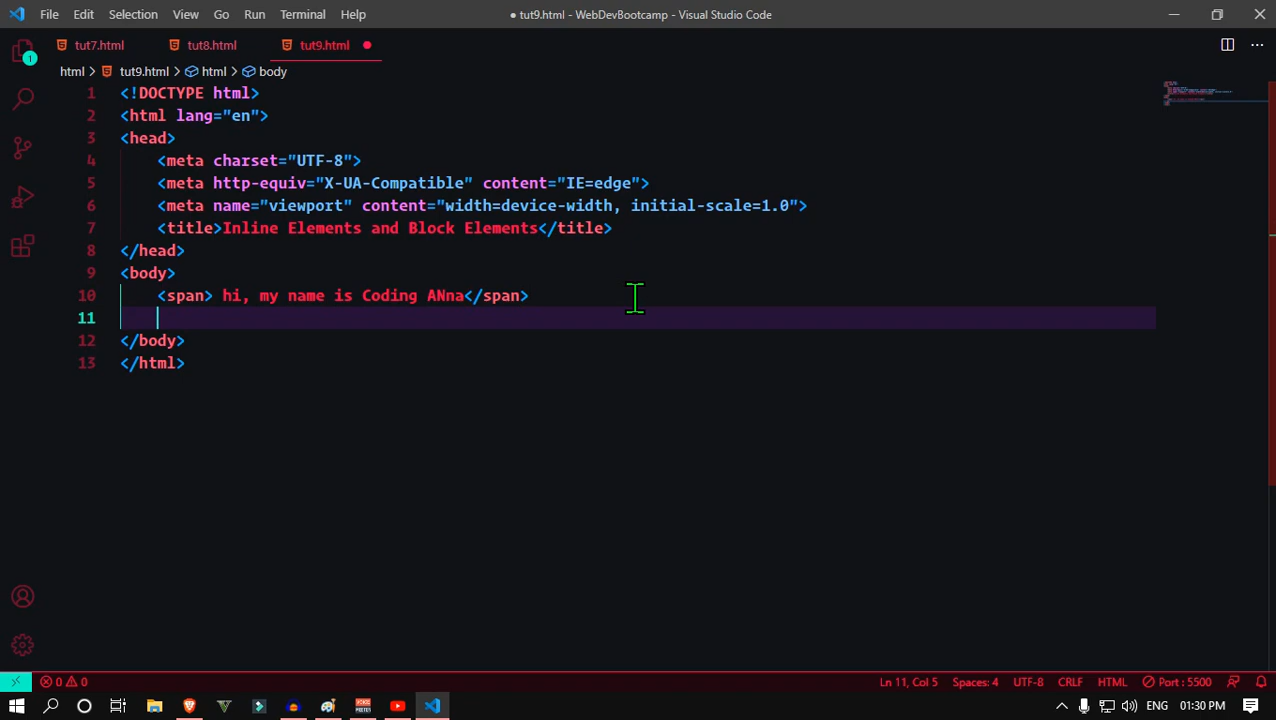 File Edit Selection View Go Run Terminal Help ● tut9.html - WebDevBootcamp - Visual Studio Code
1 tut7.html tut8.html tut9.html
html > tut9.html > html > body
1 <!DOCTYPE html>
2 <html lang="en">
3 <head>
4 <meta charset="UTF-8">
5 <meta http-equiv="X-UA-Compatible" content="IE=edge">
6 <meta name="viewport" content="width=device-width, initial-scale=1.0">
7 <title>Inline Elements and Block Elements</title>
8 </head>
9 <body>
10 <span> hi, my name is Coding ANna</span>
11
12 </body>
13 </html>
0 0 Ln 11, Col 5 Spaces: 4 UTF-8 CRLF HTML Port : 5500
ENG 01:30 PM